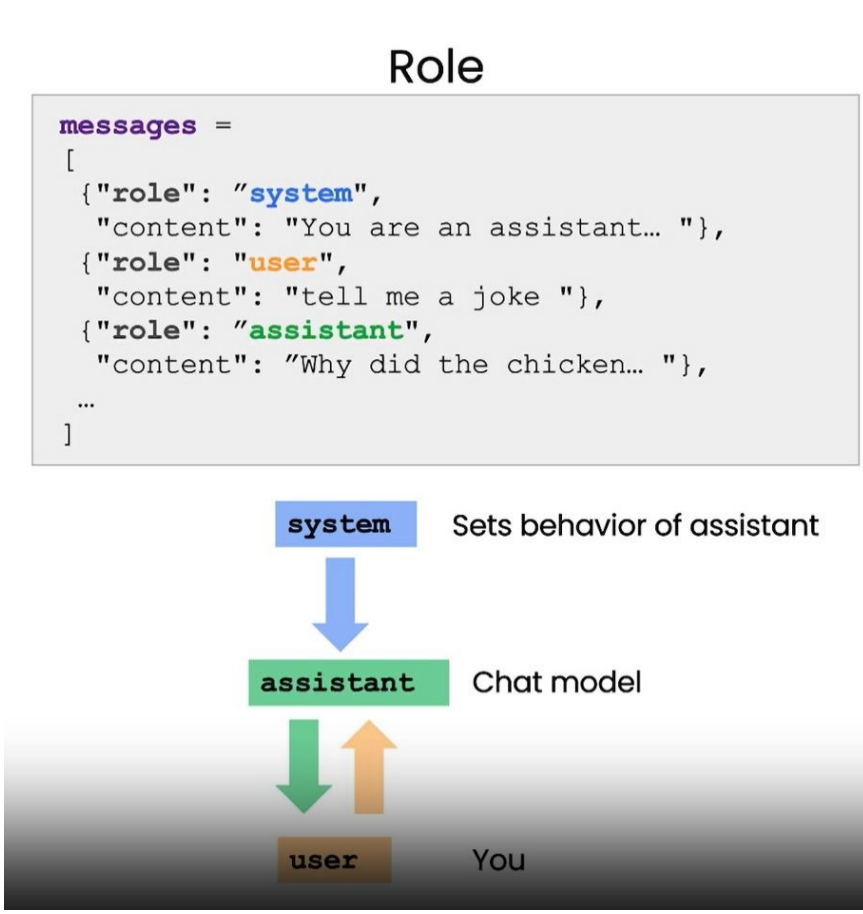 Role
messages =
[
{"role": ”system",
"content": "You are an assistant… "},
{"role": "user",
"content": "tell me a joke "},
{"role": ”assistant",
"content": ”Why did the chicken… "},
…
]
system Sets behavior of assistant
assistant Chat model
user You